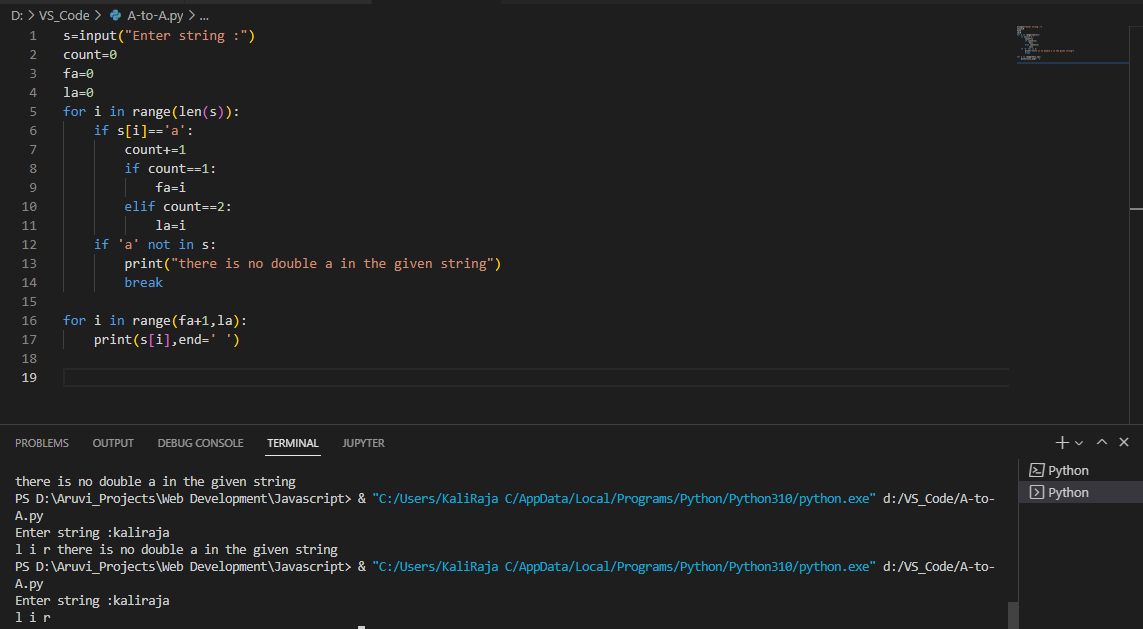 D: > VS_Code > A-to-A.py > ...
1 s=input("Enter string :")
2 count=0
3 fa=0
4 la=0
5 for i in range(len(s)):
6     if s[i]=='a':
7         count+=1
8         if count==1:
9             fa=i
10         elif count==2:
11             la=i
12     if 'a' not in s:
13         print("there is no double a in the given string")
14         break
15
16 for i in range(fa+1,la):
17     print(s[i],end=' ')
18
19
PROBLEMS OUTPUT DEBUG CONSOLE TERMINAL JUPYTER
Python
Python
there is no double a in the given string
PS D:\Aruvi_Projects\Web Development\Javascript> & "C:/Users/KaliRaja C/AppData/Local/Programs/Python/Python310/python.exe" d:/VS_Code/A-to-
A.py
Enter string :kaliraja
l i r there is no double a in the given string
PS D:\Aruvi_Projects\Web Development\Javascript> & "C:/Users/KaliRaja C/AppData/Local/Programs/Python/Python310/python.exe" d:/VS_Code/A-to-
A.py
Enter string :kaliraja
l i r